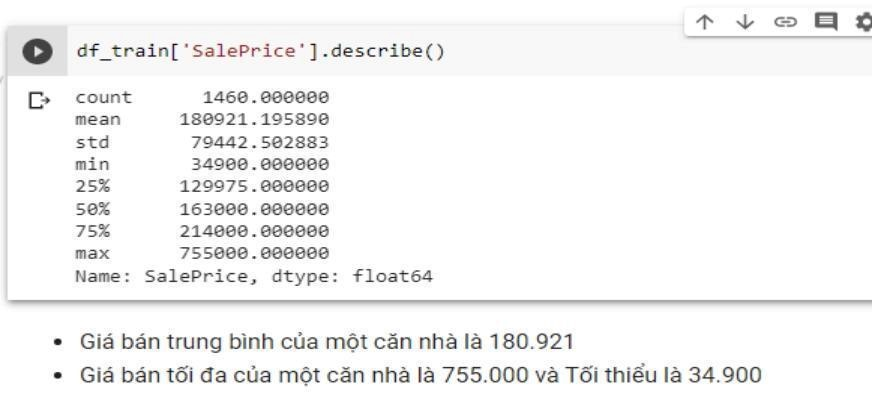 df_train['SalePrice'].describe()
count 1460.000000
mean 180921.195890
std 79442.502883
min 34900.000000
25% 129975.000000
50% 163000.000000
75% 214000.000000
max 755000.000000
Name: SalePrice, dtype: float64
• Giá bán trung bình của một căn nhà là 180.921
• Giá bán tối đa của một căn nhà là 755.000 và Tối thiểu là 34.900